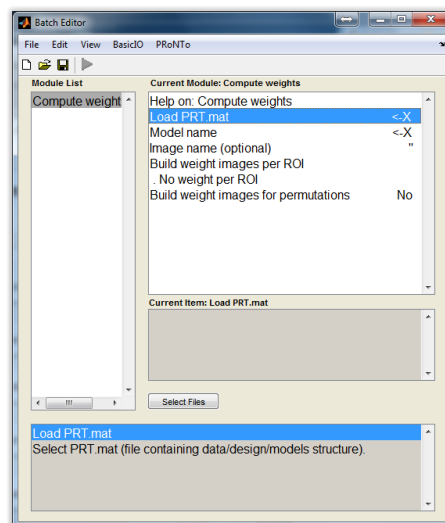 Batch Editor
File Edit View BasicIO PRoNTo
Module List
Current Module: Compute weights
Compute weight
Help on: Compute weights
Load PRT.mat <-X
Model name <-X
Image name (optional) ''
Build weight images per ROI
. No weight per ROI
Build weight images for permutations No
Current Item: Load PRT.mat
Select Files
Load PRT.mat
Select PRT.mat (file containing data/design/models structure).